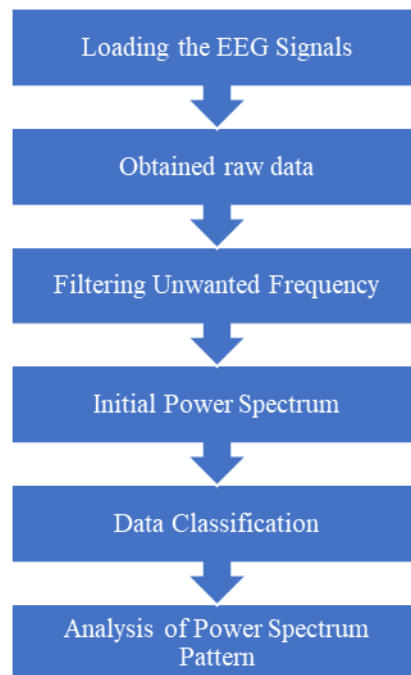 Loading the EEG Signals
Obtained raw data
Filtering Unwanted Frequency
Initial Power Spectrum
Data Classification
Analysis of Power Spectrum
Pattern